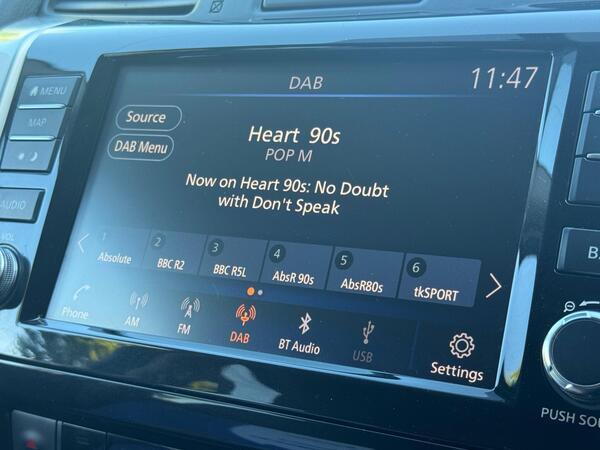 DAB
11:47
MENU
MAP
AUDIO
VOL
Source
DAB Menu
Heart 90s
POP M
Now on Heart 90s: No Doubt
with Don't Speak
1 Absolute
2 BBC R2
3 BBC R5L
4 AbsR 90s
5 AbsR80s
6 tkSPORT
Phone
AM
FM
DAB
BT Audio
USB
Settings